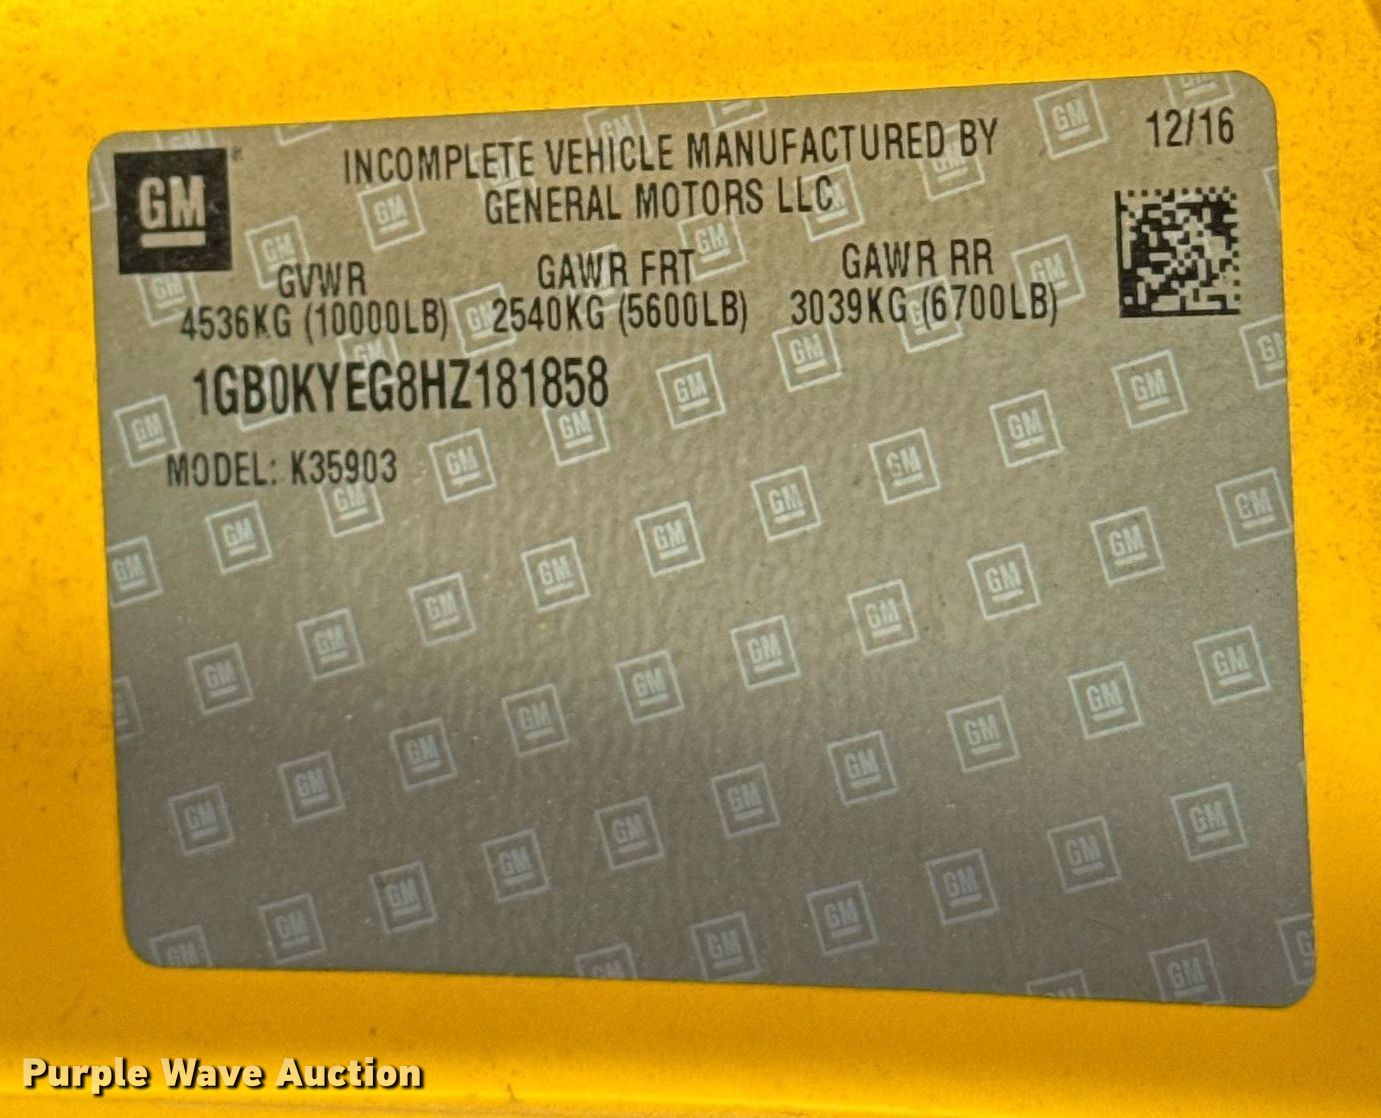 GM
INCOMPLETE VEHICLE MANUFACTURED BY
GENERAL MOTORS LLC
12/16
GVWR GAWR FRT GAWR RR
4536KG (10000LB) 2540KG (5600LB) 3039KG (6700LB)
1GB0KYEG8HZ181858
MODEL: K35903
Purple Wave Auction